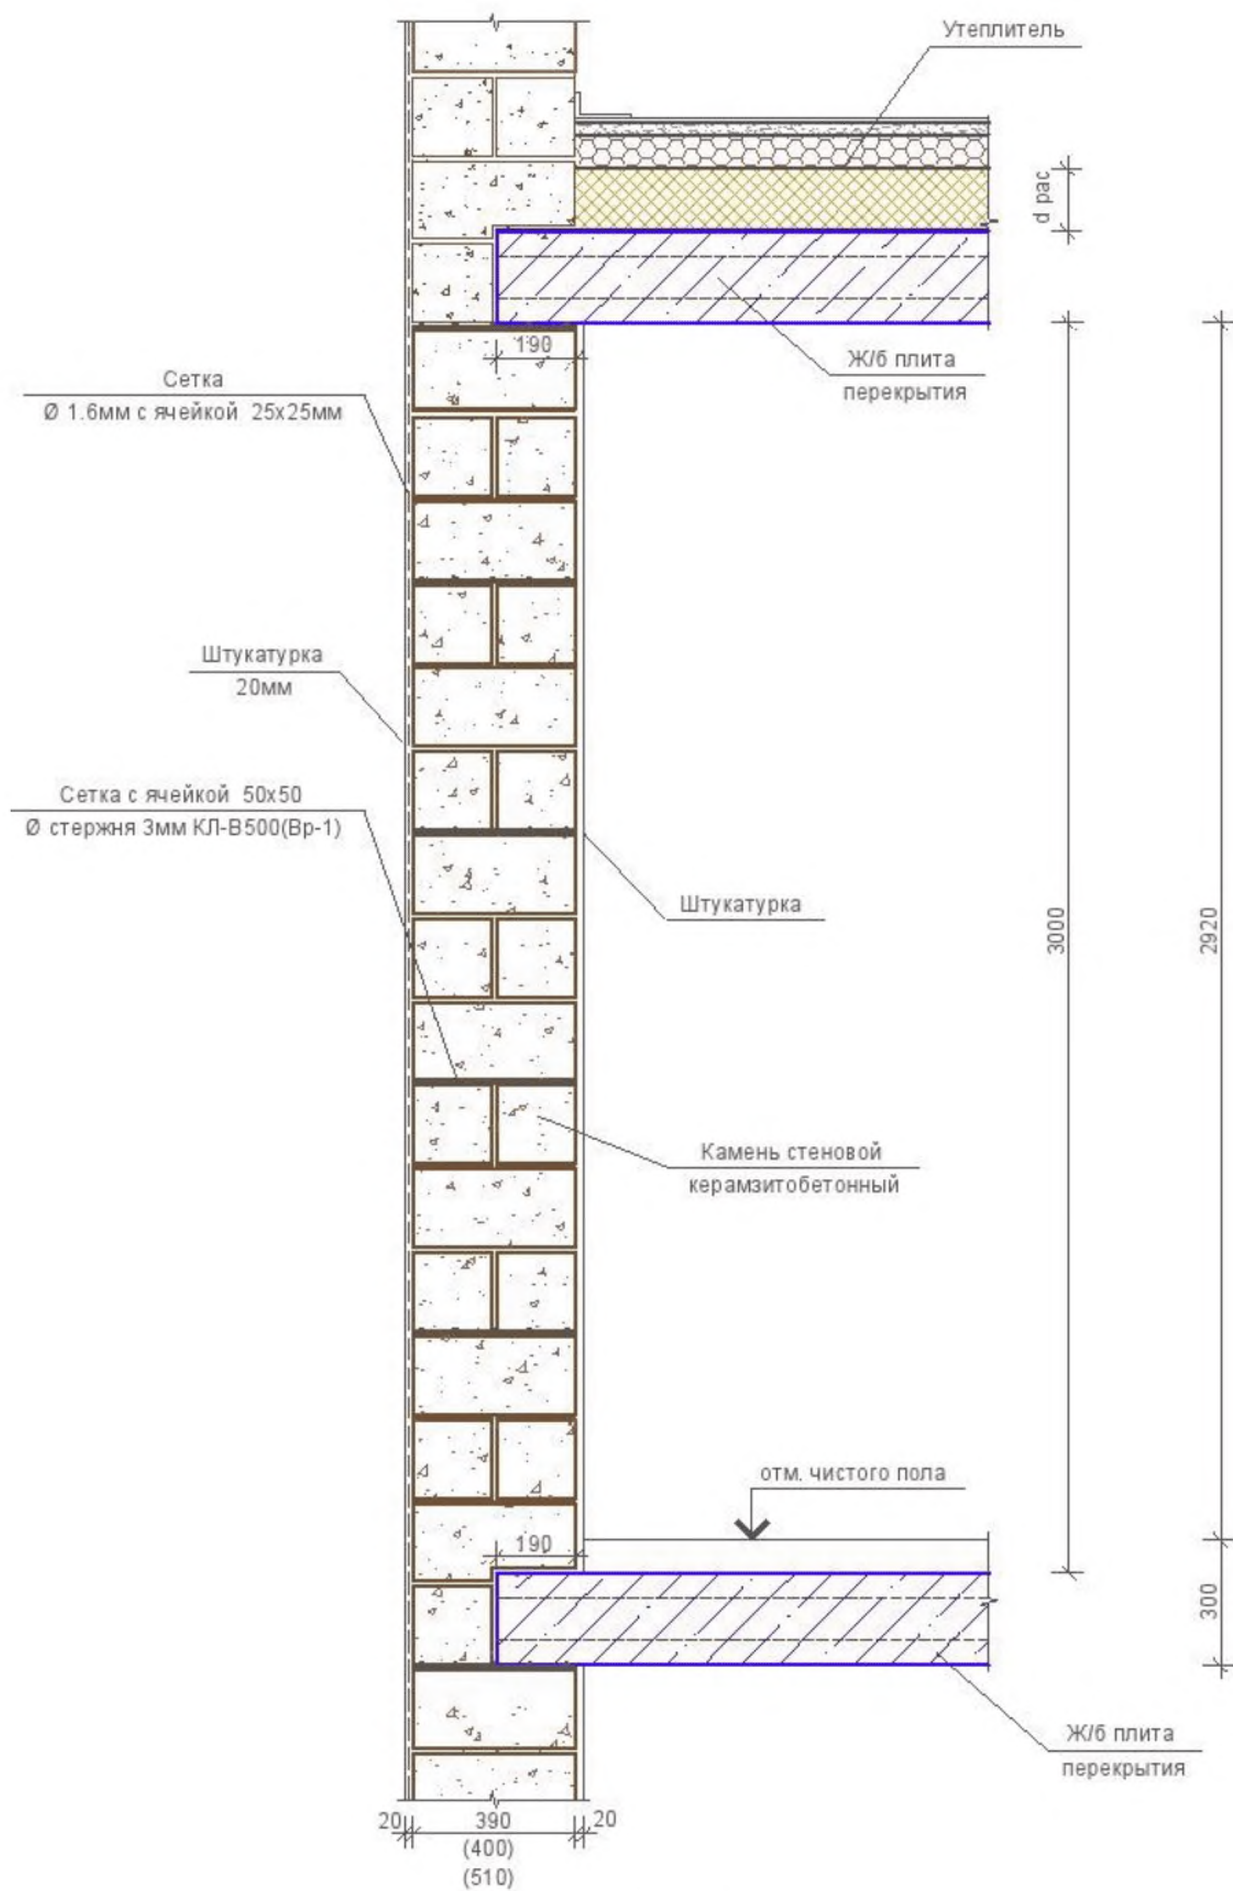 Утеплитель
d рас
190
Ж/б плита
перекрытия
Сетка
Ø 1.6мм с ячейкой 25х25мм
Штукатурка
20мм
Сетка с ячейкой 50х50
Ø стержня 3мм КЛ-В500(Вр-1)
Штукатурка
3000
2920
Камень стеновой
керамзитобетонный
отм. чистого пола
190
300
Ж/б плита
перекрытия
20 390 20
(400)
(510)